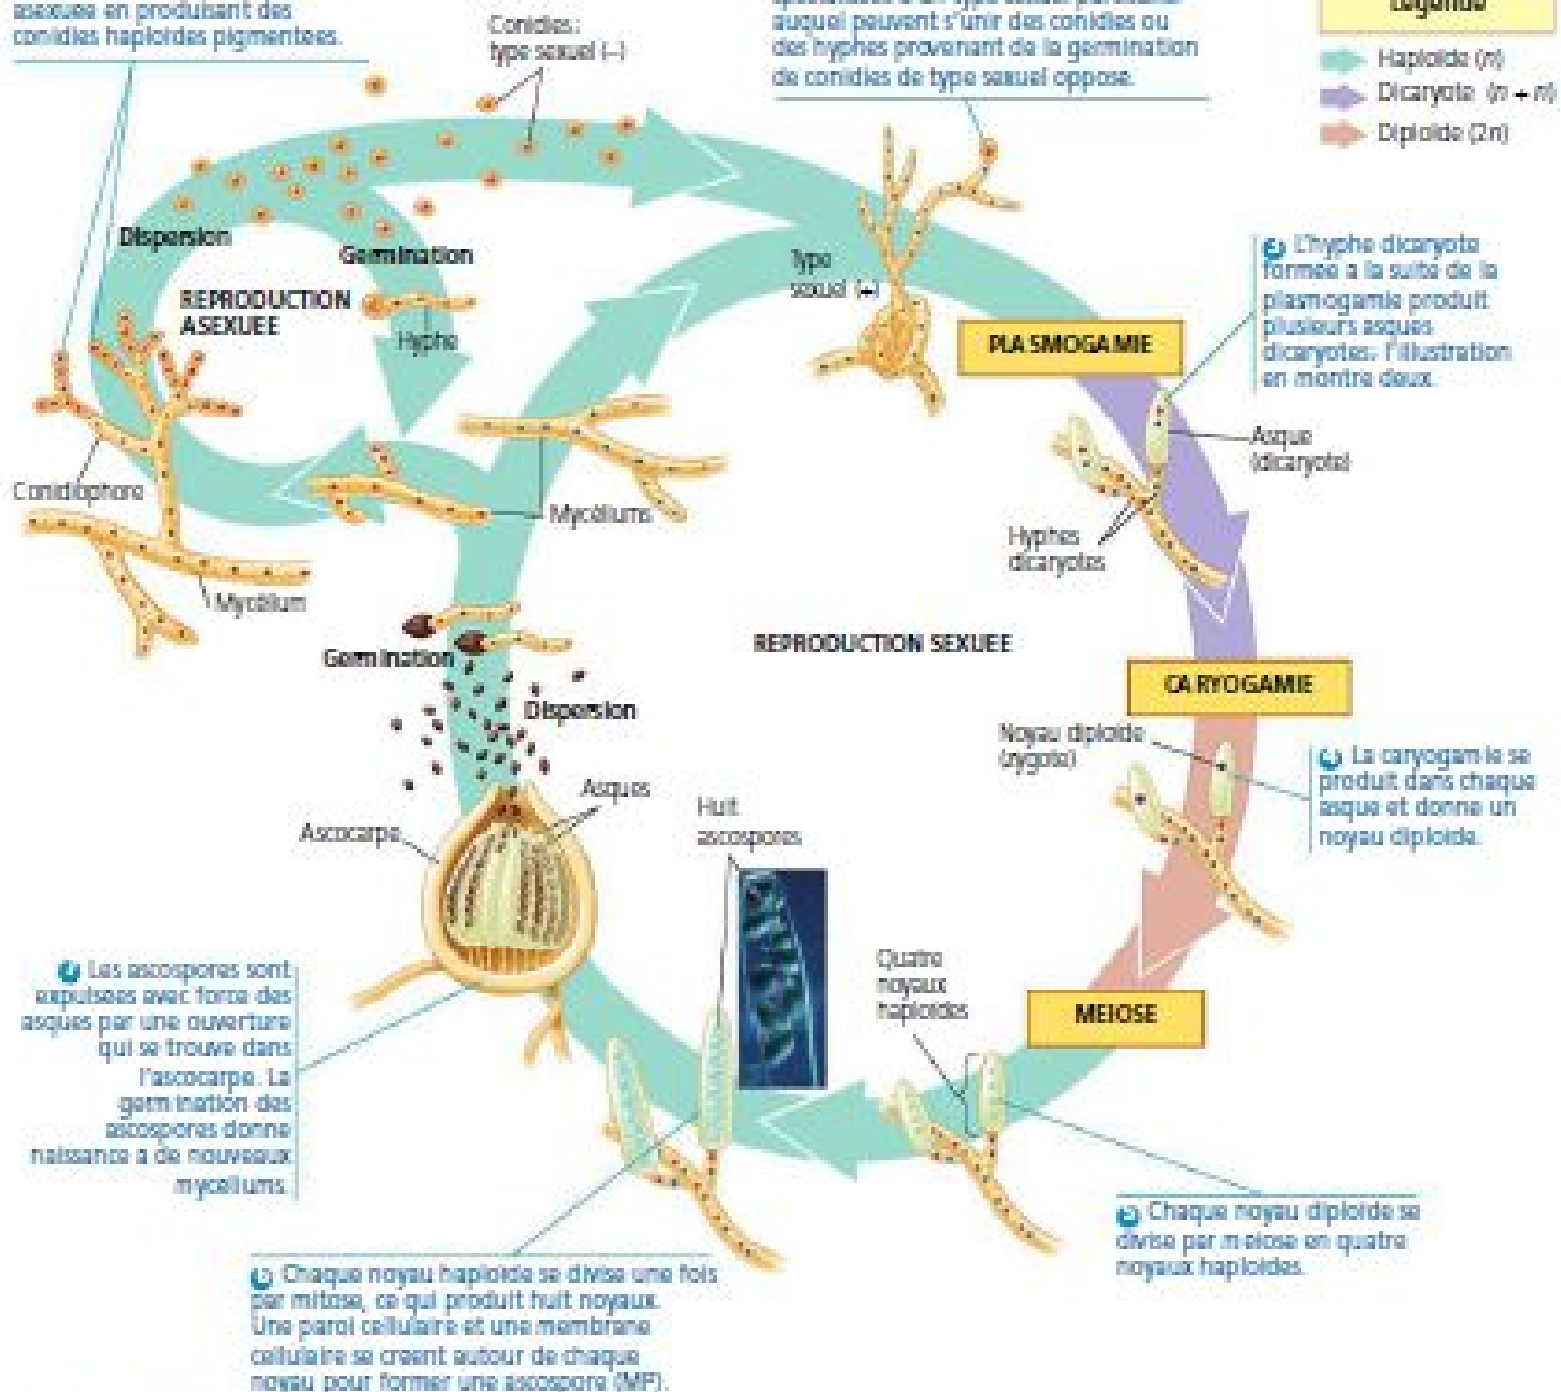 asexuée en produisant des
conidies haploïdes pigmentées.
Conidies:
type sexuel (–)
auquel peuvent s'unir des conidies ou
des hyphes provenant de la germination
de conidies de type sexuel opposé.
Légende
Haploïde (n)
Dicaryote (n + n)
Diploïde (2n)
Dispersion
Germination
REPRODUCTION
ASEXUEE
Hyphe
Type
sexuel (+)
PLASMOGAMIE
L'hyphe dicaryote
formée a la suite de la
plasmogamie produit
plusieurs asques
dicaryotes: l'illustration
en montre deux.
Asque
(dicaryote)
Hyphes
dicaryotes
Conidiophore
Mycéliums
Mycélium
Germination
Dispersion
REPRODUCTION SEXUEE
CARYOGAMIE
Noyau diploïde
(zygote)
La caryogamie se
produit dans chaque
asque et donne un
noyau diploïde.
Asques
Ascocarpe
Huit
ascospores
Quatre
noyaux
haploïdes
MEIOSE
Les ascospores sont
expulsées avec force des
asques par une ouverture
qui se trouve dans
l'ascocarpe. La
germination des
ascospores donne
naissance a de nouveaux
myceliums.
Chaque noyau diploïde se
divise par meiose en quatre
noyaux haploïdes.
Chaque noyau haploïde se divise une fois
par mitose, ce qui produit huit noyaux.
Une paroi cellulaire et une membrane
cellulaire se creent autour de chaque
noyau pour former une ascospore (MP).